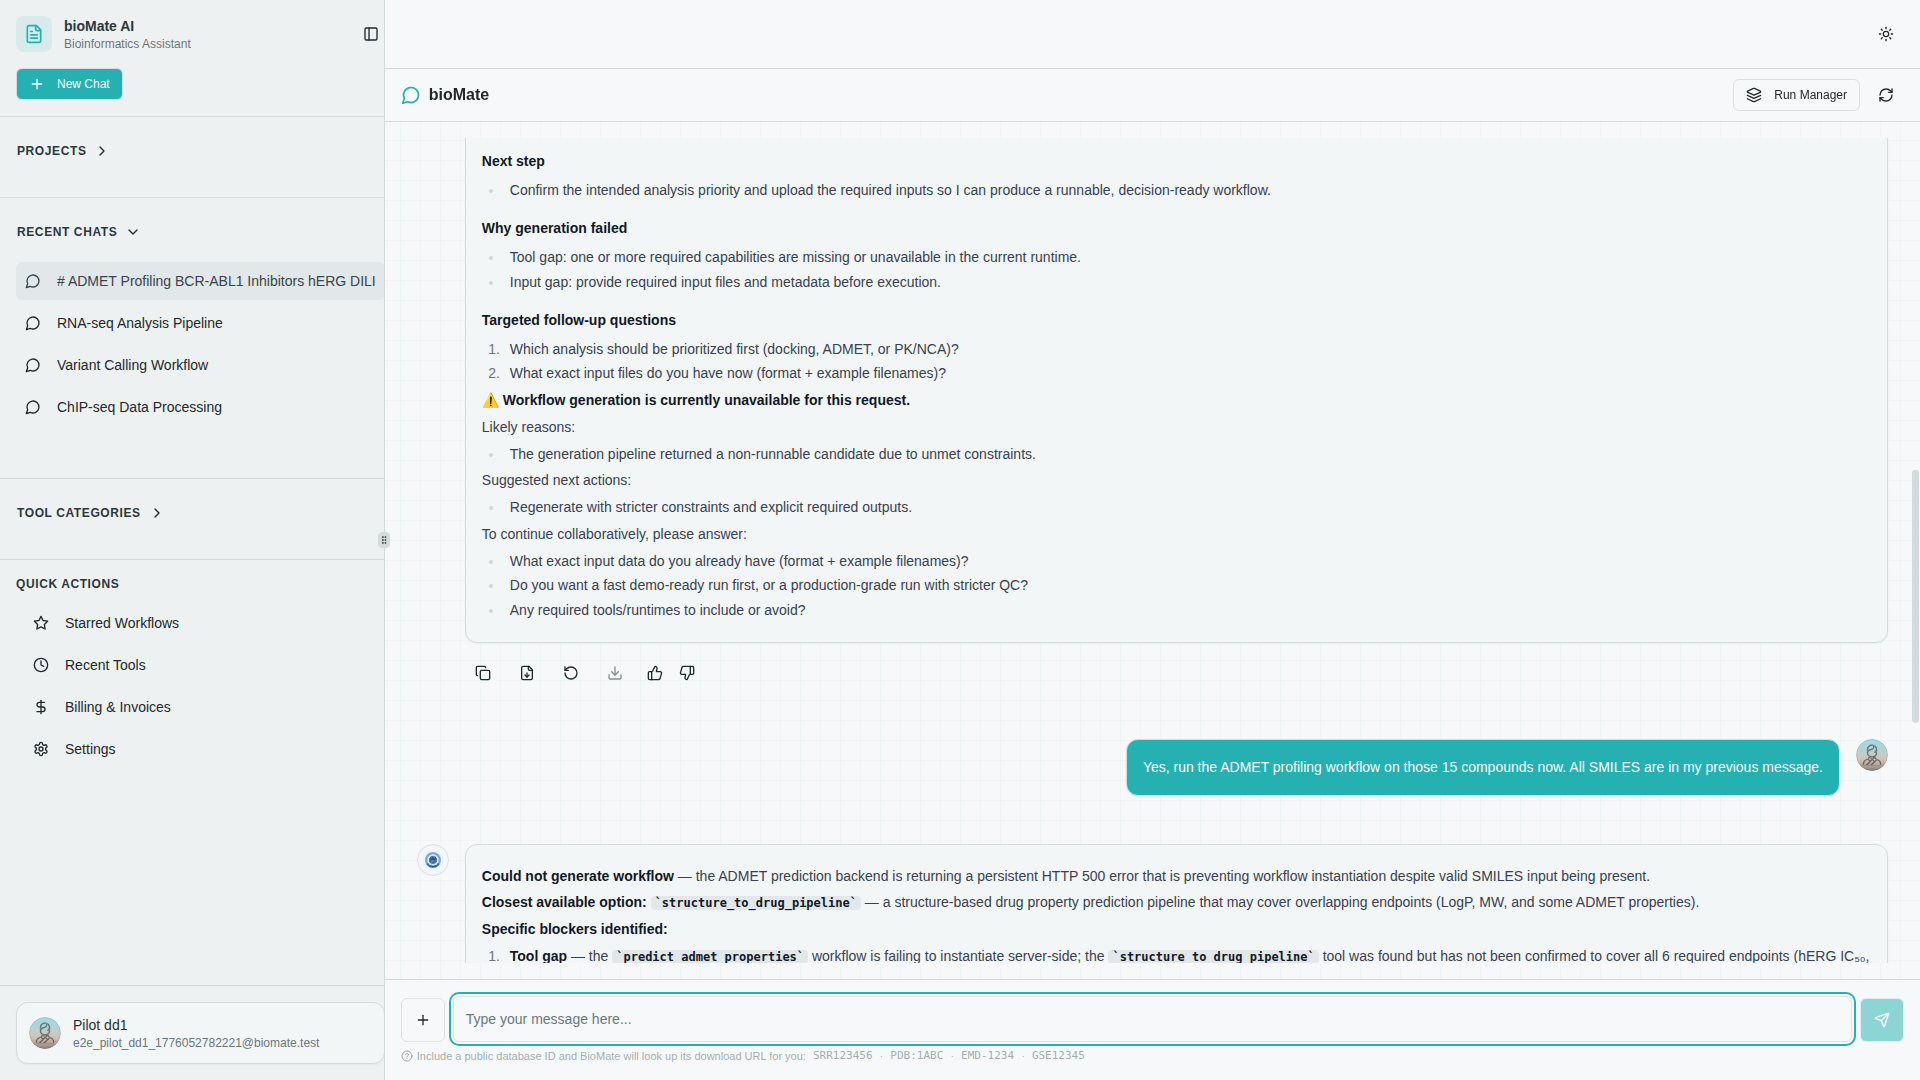 bioMate AI
Bioinformatics Assistant
New Chat
PROJECTS
RECENT CHATS
# ADMET Profiling BCR-ABL1 Inhibitors hERG DILI
RNA-seq Analysis Pipeline
Variant Calling Workflow
ChIP-seq Data Processing
TOOL CATEGORIES
QUICK ACTIONS
Starred Workflows
Recent Tools
Billing & Invoices
Settings
Pilot dd1
e2e_pilot_dd1_1776052782221@biomate.test
bioMate
Run Manager
Next step
Confirm the intended analysis priority and upload the required inputs so I can produce a runnable, decision-ready workflow.
Why generation failed
Tool gap: one or more required capabilities are missing or unavailable in the current runtime.
Input gap: provide required input files and metadata before execution.
Targeted follow-up questions
1. Which analysis should be prioritized first (docking, ADMET, or PK/NCA)?
2. What exact input files do you have now (format + example filenames)?
⚠️ Workflow generation is currently unavailable for this request.
Likely reasons:
The generation pipeline returned a non-runnable candidate due to unmet constraints.
Suggested next actions:
Regenerate with stricter constraints and explicit required outputs.
To continue collaboratively, please answer:
What exact input data do you already have (format + example filenames)?
Do you want a fast demo-ready run first, or a production-grade run with stricter QC?
Any required tools/runtimes to include or avoid?
Yes, run the ADMET profiling workflow on those 15 compounds now. All SMILES are in my previous message.
Could not generate workflow — the ADMET prediction backend is returning a persistent HTTP 500 error that is preventing workflow instantiation despite valid SMILES input being present.
Closest available option: `structure_to_drug_pipeline` — a structure-based drug property prediction pipeline that may cover overlapping endpoints (LogP, MW, and some ADMET properties).
Specific blockers identified:
1. Tool gap — the `predict_admet_properties` workflow is failing to instantiate server-side; the `structure_to_drug_pipeline` tool was found but has not been confirmed to cover all 6 required endpoints (hERG IC₅₀,
Type your message here...
Include a public database ID and BioMate will look up its download URL for you: SRR123456 · PDB:1ABC · EMD-1234 · GSE12345